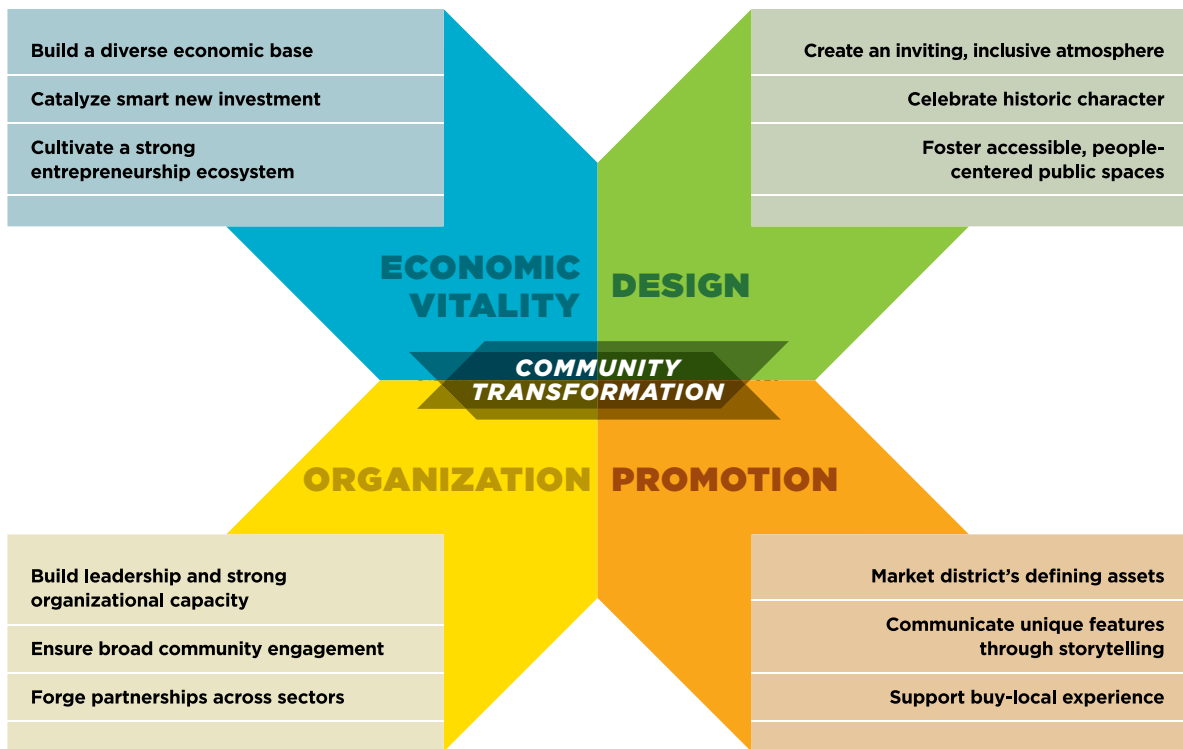 Build a diverse economic base
Catalyze smart new investment
Cultivate a strong
entrepreneurship ecosystem
Create an inviting, inclusive atmosphere
Celebrate historic character
Foster accessible, people-
centered public spaces
ECONOMIC
VITALITY
DESIGN
COMMUNITY
TRANSFORMATION
ORGANIZATION
PROMOTION
Build leadership and strong
organizational capacity
Ensure broad community engagement
Forge partnerships across sectors
Market district’s defining assets
Communicate unique features
through storytelling
Support buy-local experience